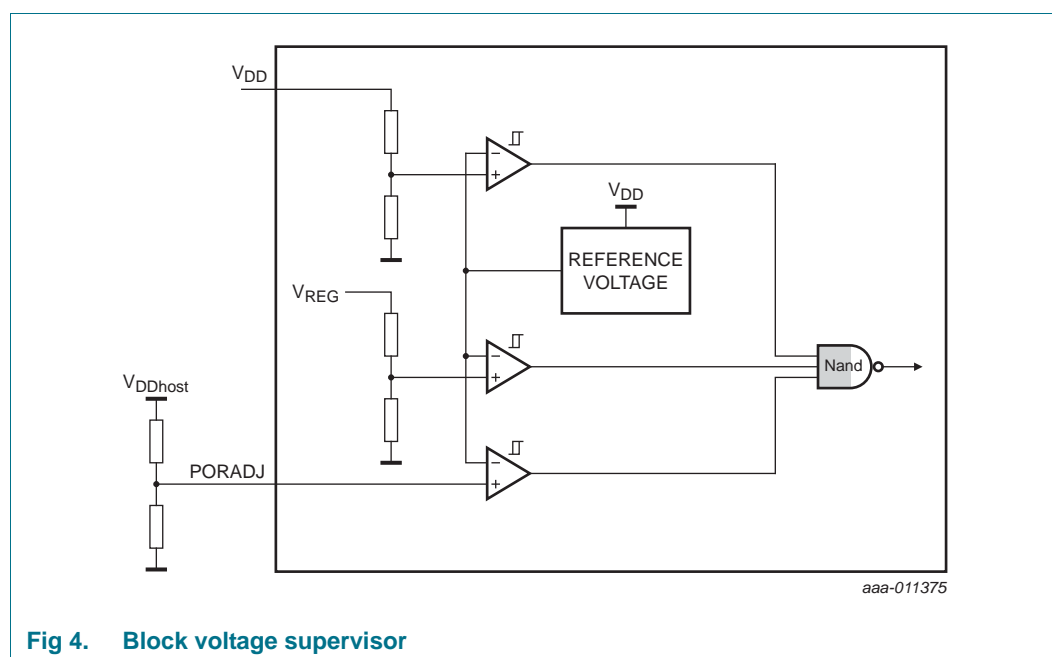 VDD
−
+
VDD
REFERENCE
VOLTAGE
VREG
−
+
Nand
VDDhost
PORADJ
−
+
aaa-011375
Fig 4. Block voltage supervisor